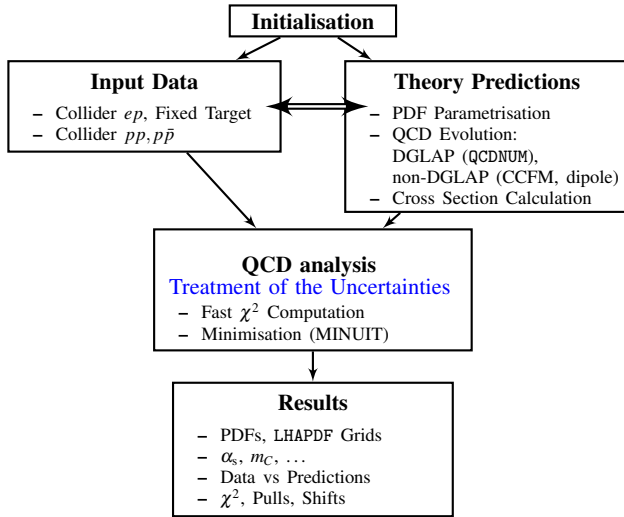 Initialisation
Input Data
– Collider ep, Fixed Target
– Collider pp, pp̄
Theory Predictions
– PDF Parametrisation
– QCD Evolution:
DGLAP (QCDNUM),
non-DGLAP (CCFM, dipole)
– Cross Section Calculation
QCD analysis
Treatment of the Uncertainties
– Fast χ² Computation
– Minimisation (MINUIT)
Results
– PDFs, LHAPDF Grids
– αₛ, m_C, …
– Data vs Predictions
– χ², Pulls, Shifts